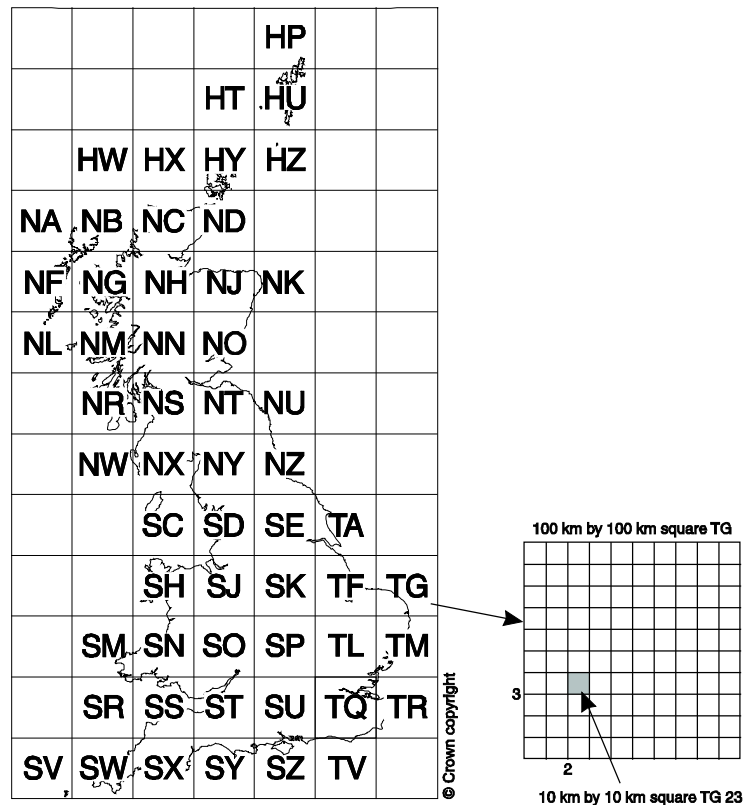 HP
HT HU
HW HX HY HZ
NA NB NC ND
NF NG NH NJ NK
NL NM NN NO
NR NS NT NU
NW NX NY NZ
SC SD SE TA
SH SJ SK TF TG
SM SN SO SP TL TM
SR SS ST SU TQ TR
SV SW SX SY SZ TV
© Crown copyright
100 km by 100 km square TG
3
2
10 km by 10 km square TG 23